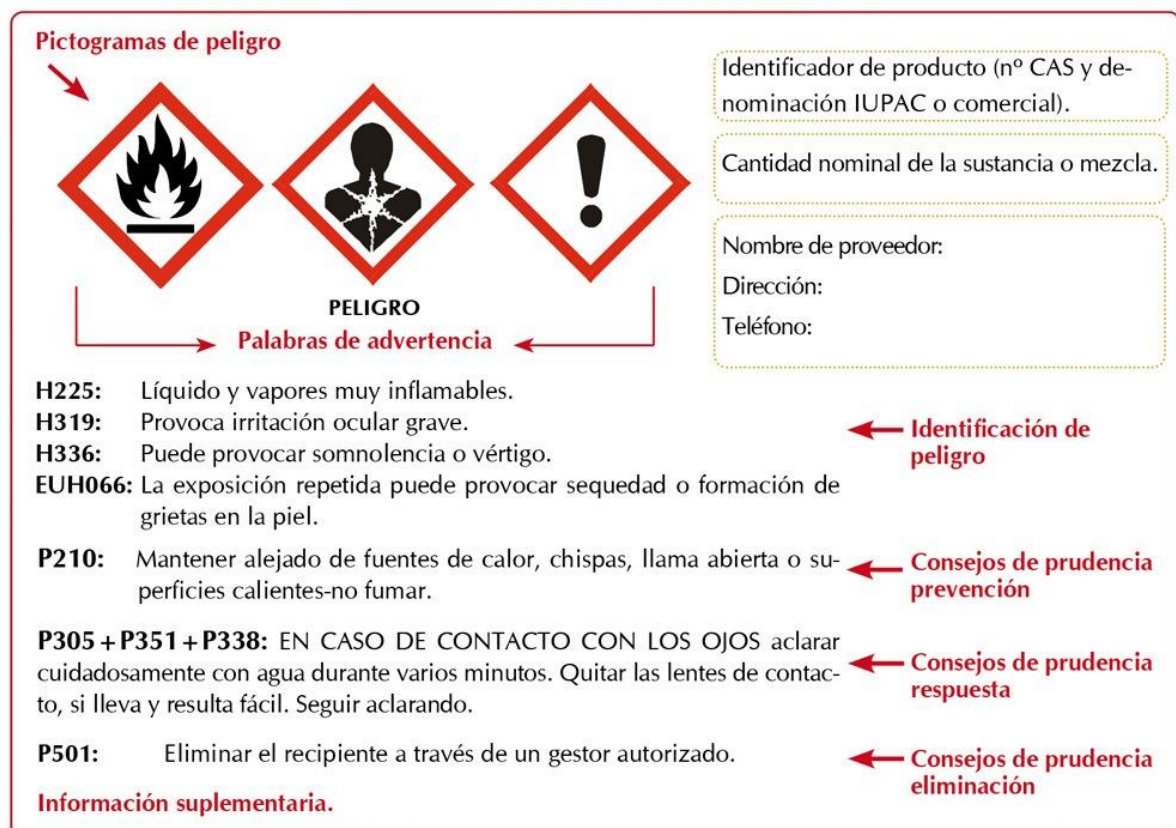 Pictogramas de peligro
Identificador de producto (nº CAS y de-
nominación IUPAC o comercial).
Cantidad nominal de la sustancia o mezcla.
Nombre de proveedor:
Dirección:
Teléfono:
PELIGRO
Palabras de advertencia
H225: Líquido y vapores muy inflamables.
H319: Provoca irritación ocular grave.
H336: Puede provocar somnolencia o vértigo.
EUH066: La exposición repetida puede provocar sequedad o formación de
grietas en la piel.
Identificación de
peligro
P210: Mantener alejado de fuentes de calor, chispas, llama abierta o su-
perficies calientes-no fumar.
Consejos de prudencia
prevención
P305+P351+P338: EN CASO DE CONTACTO CON LOS OJOS aclarar
cuidadosamente con agua durante varios minutos. Quitar las lentes de contac-
to, si lleva y resulta fácil. Seguir aclarando.
Consejos de prudencia
respuesta
P501: Eliminar el recipiente a través de un gestor autorizado.
Consejos de prudencia
eliminación
Información suplementaria.